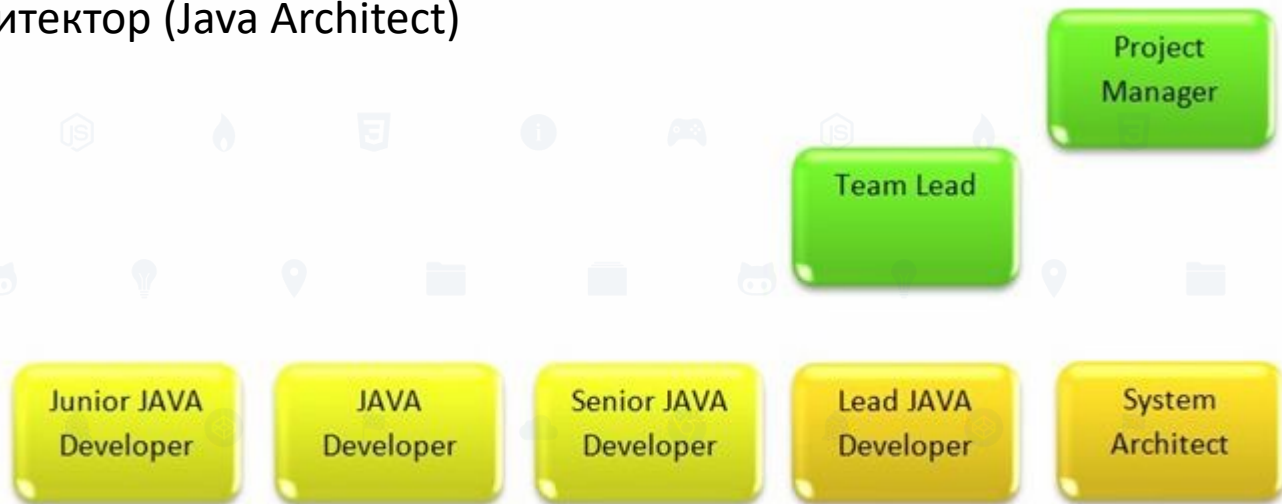 итектор (Java Architect)
Project
Manager
Team Lead
Junior JAVA
Developer
JAVA
Developer
Senior JAVA
Developer
Lead JAVA
Developer
System
Architect